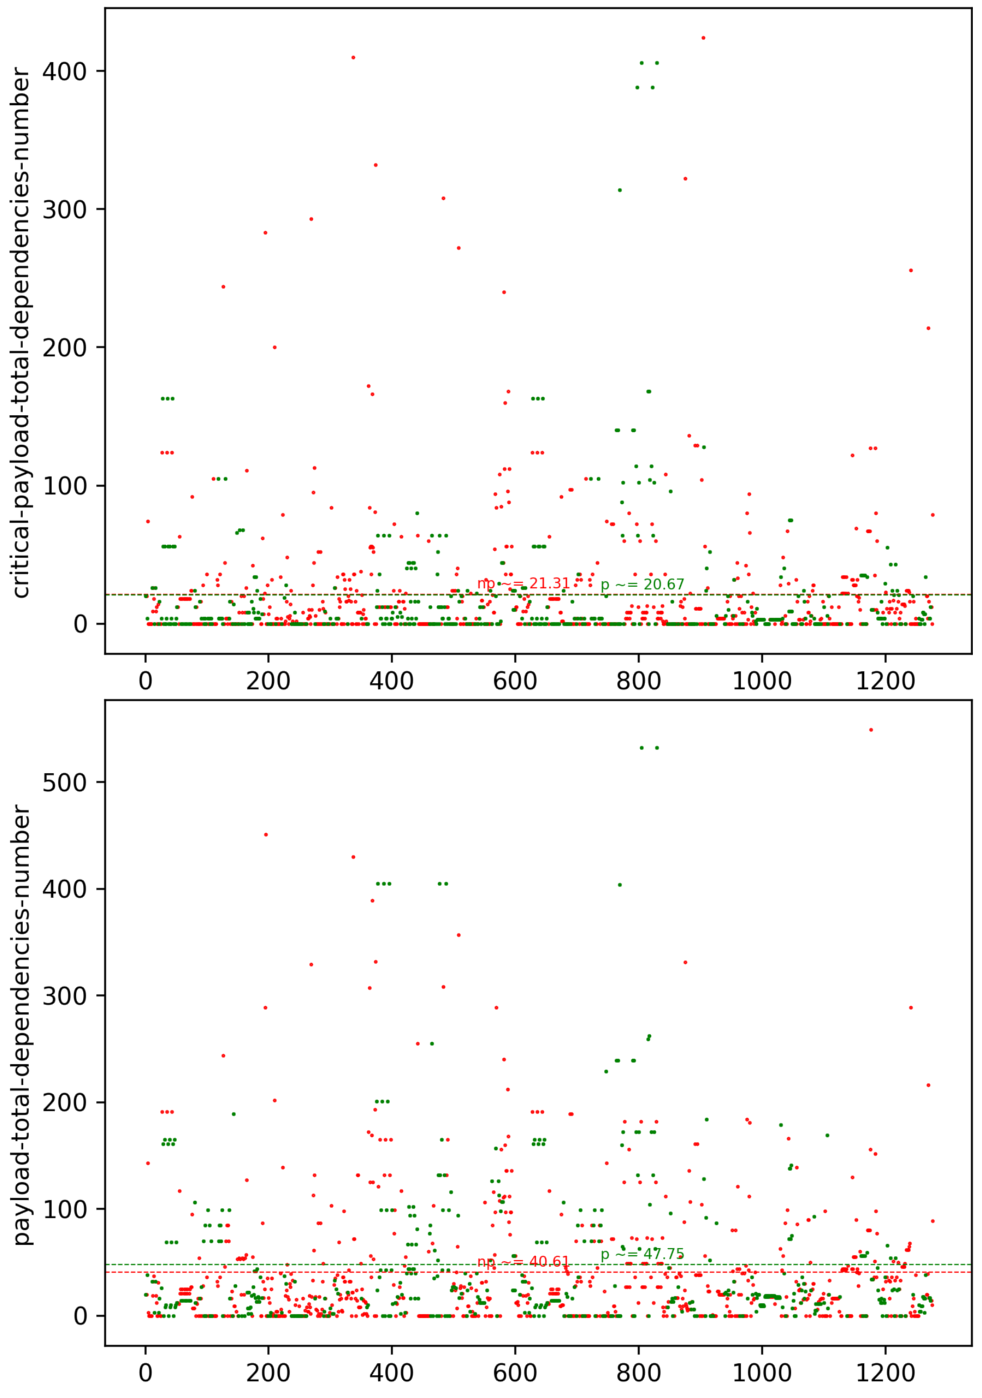 critical-payload-total-dependencies-number
400
300
200
100
0
np ~= 21.31
p ~= 20.67
0 200 400 600 800 1000 1200
payload-total-dependencies-number
500
400
300
200
100
0
np ~= 40.61
p ~= 47.75
0 200 400 600 800 1000 1200